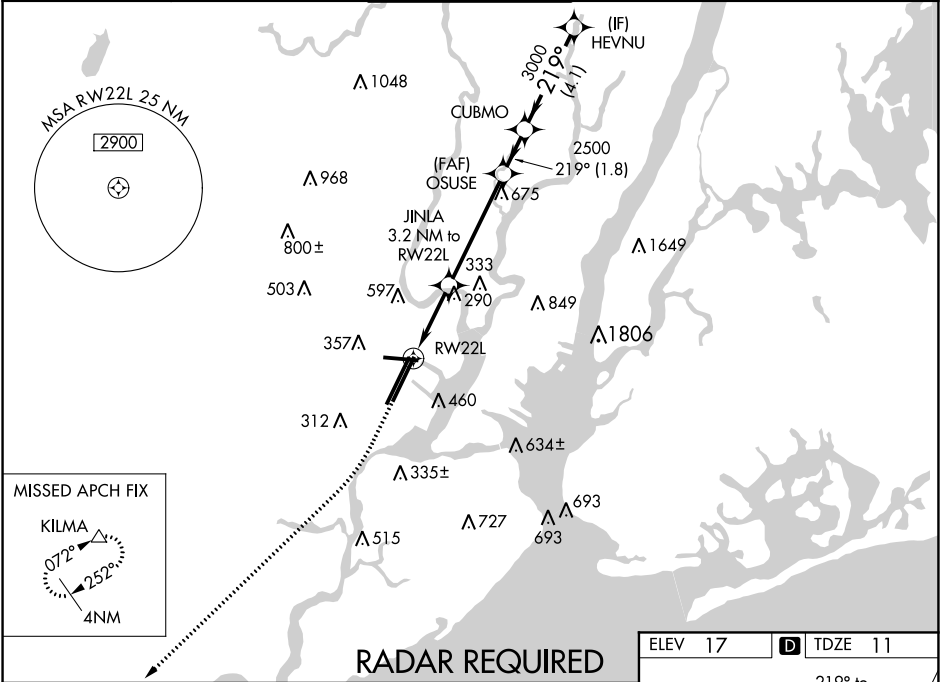 (IF)
HEVNU
3000
219°
(4.1)
1048
MSA RW22L 25 NM
2900
CUBMO
2500
219° (1.8)
(FAF)
OSUSE
968
675
JINLA
3.2 NM to
RW22L
800±
1649
333
503
597
290
849
357
RW22L
1806
460
312
634±
335±
MISSED APCH FIX
KILMA
072°
252°
4NM
693
727
693
515
RADAR REQUIRED
ELEV 17
D
TDZE 11
219° to